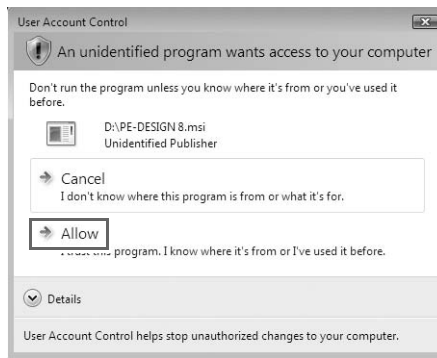 User Account Control
An unidentified program wants access to your computer
Don't run the program unless you know where it's from or you've used it
before.
D:\PE-DESIGN 8.msi
Unidentified Publisher
Cancel
I don't know where this program is from or what it's for.
Allow
program. I know where it's from or I've used it before.
Details
User Account Control helps stop unauthorized changes to your computer.